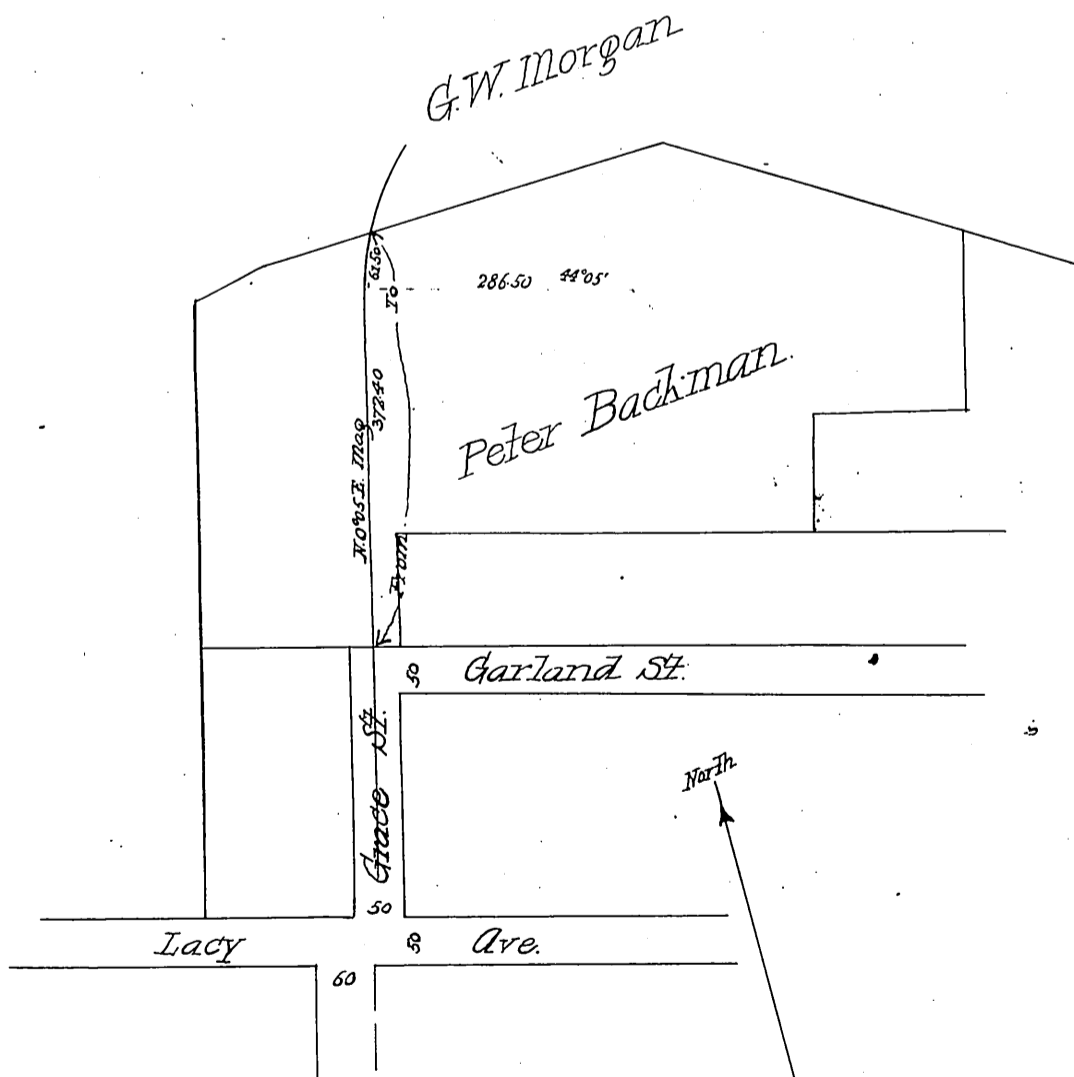 G.W. Morgan
61.50
To
286.50 44°05'
372.40
Peter Backman.
N.0°05'E. Mag
From
50
Garland St.
Grace St.
North
50
Lacy Ave.
50
60